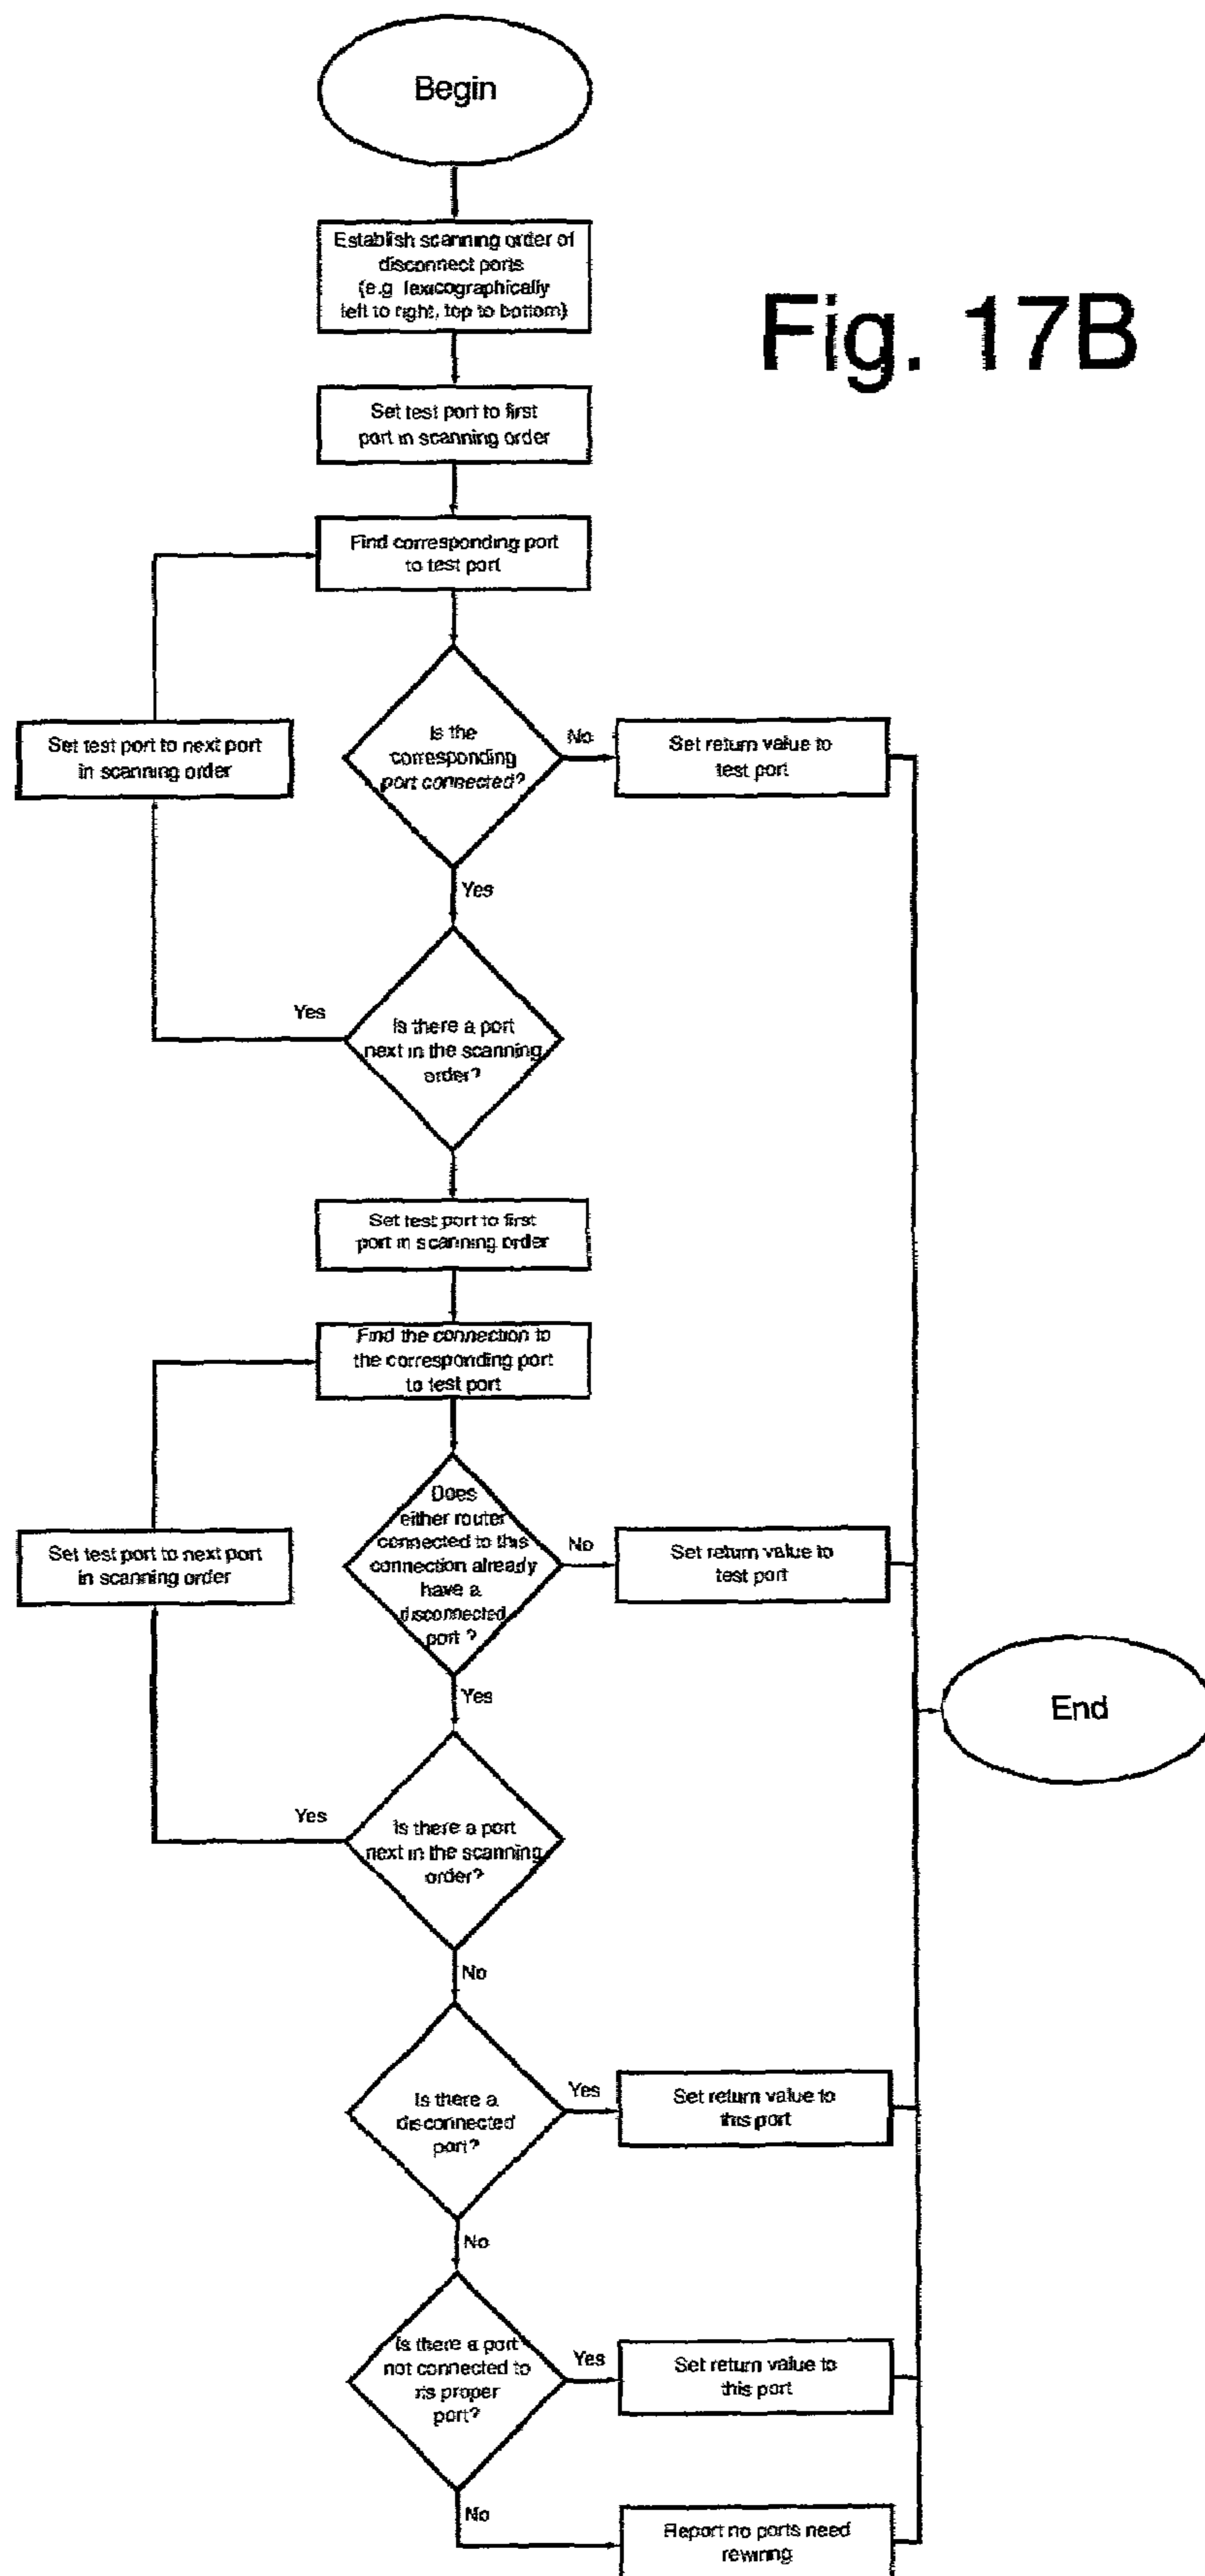 Begin
Establish scanning order of
disconnect ports
(e.g. lexicographically
left to right, top to bottom)
Fig. 17B
Set test port to first
port in scanning order
Find corresponding port
to test port
Set test port to next port
in scanning order
Is the
corresponding
port connected?
No
Set return value to
test port
Yes
Yes
Is there a port
next in the scanning
order?
Set test port to first
port in scanning order
Find the connection to
the corresponding port
to test port
Set test port to next port
in scanning order
Does
either router
connected to this
connection already
have a
disconnected
port ?
No
Set return value to
test port
Yes
End
Yes
Is there a port
next in the scanning
order?
No
Is there a
disconnected
port?
Yes
Set return value to
this port
No
Is there a port
not connected to
its proper
port?
Yes
Set return value to
this port
No
Report no ports need
rewiring